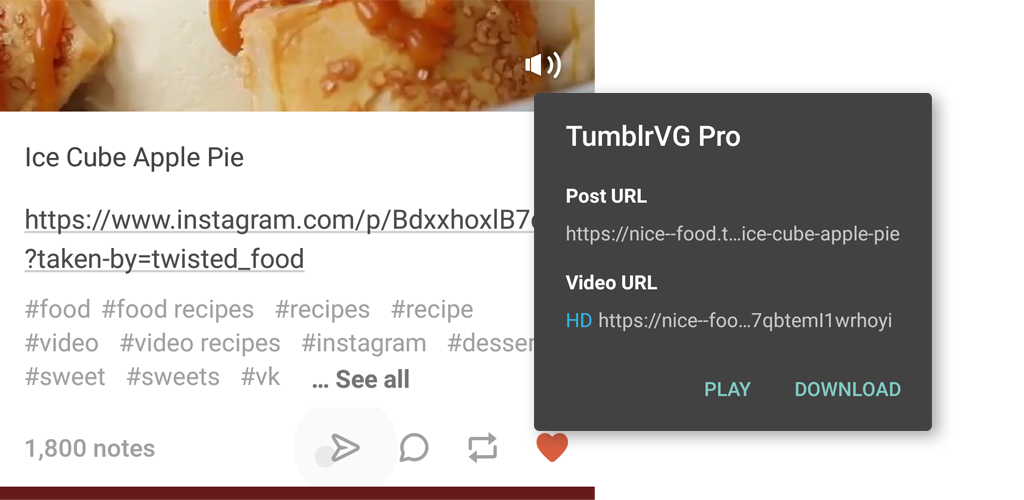 Ice Cube Apple Pie
https://www.instagram.com/p/BdxxhoxlB7
?taken-by=twisted_food
#food #food recipes #recipes #recipe
#video #video recipes #instagram #desser
#sweet #sweets #vk ... See all
1,800 notes
TumblrVG Pro
Post URL
https://nice--food.t...ice-cube-apple-pie
Video URL
HD https://nice--foo...7qbtemI1wrhoyi
PLAY DOWNLOAD